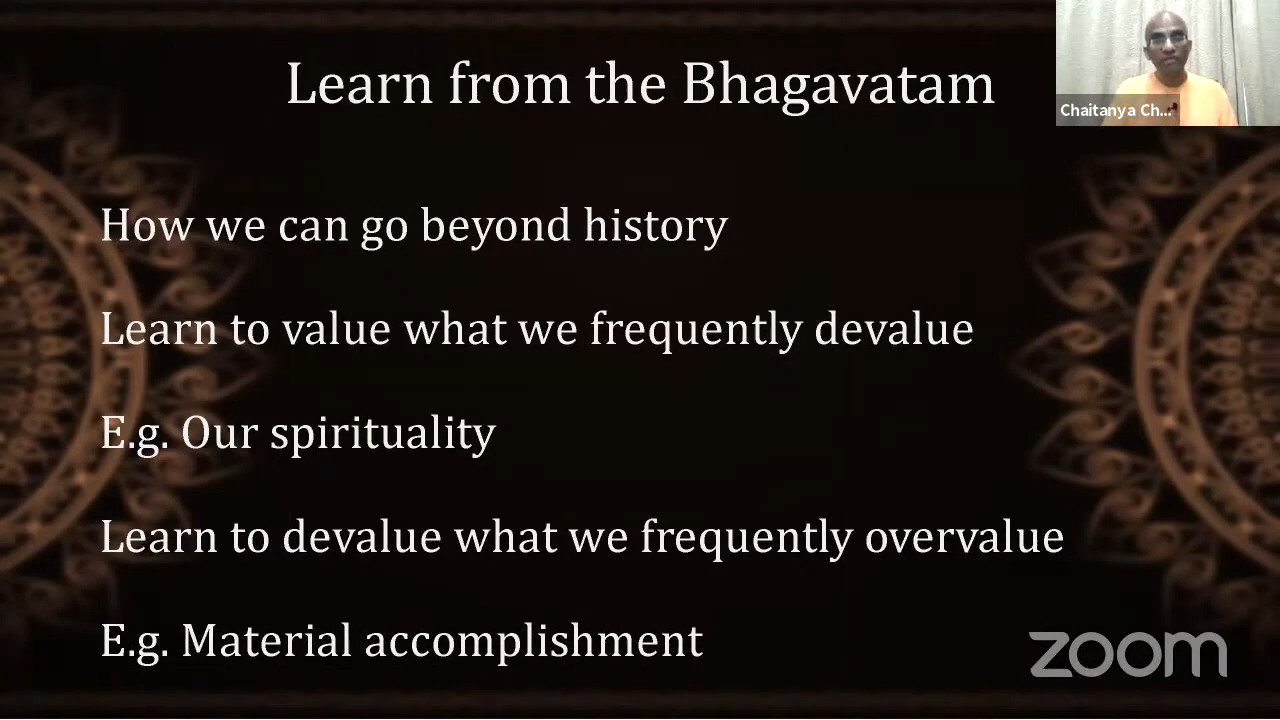 Learn from the Bhagavatam
Chaitanya Ch...
How we can go beyond history
Learn to value what we frequently devalue
E.g. Our spirituality
Learn to devalue what we frequently overvalue
E.g. Material accomplishment
zoom